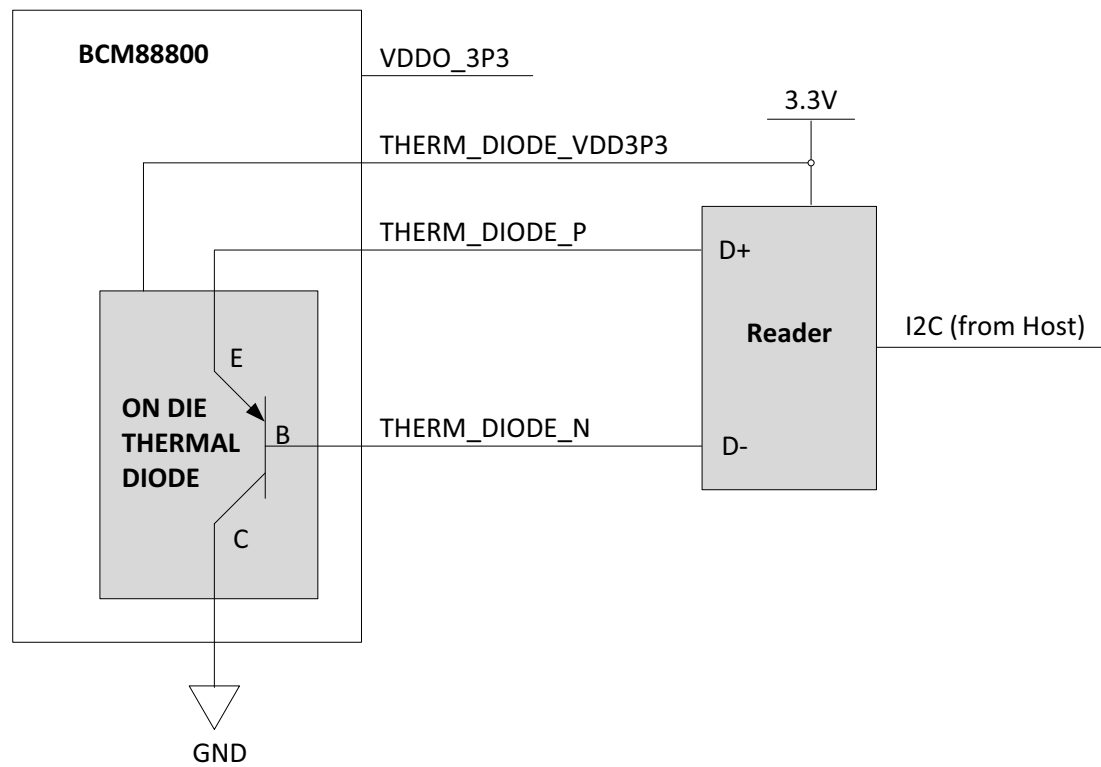 BCM88800
VDDO_3P3
3.3V
THERM_DIODE_VDD3P3
THERM_DIODE_P
D+
Reader
I2C (from Host)
E
ON DIE
THERMAL
DIODE
B
THERM_DIODE_N
D-
C
GND